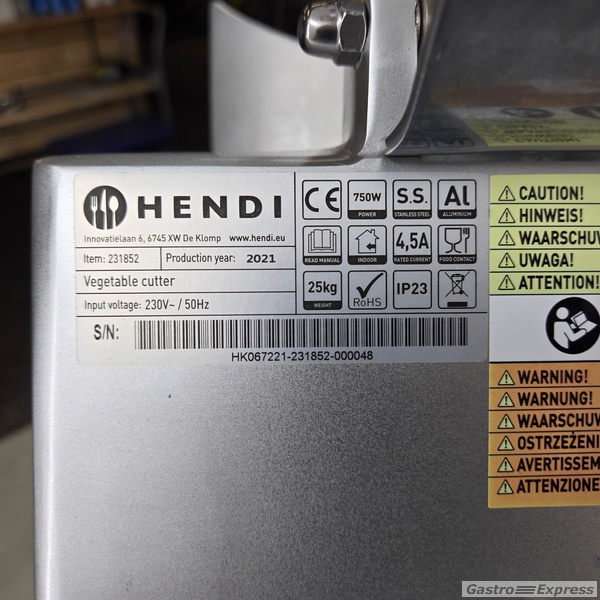 HENDI
Innovatielaan 6, 6745 XW De Klomp www.hendi.eu
Item: 231852 Production year: 2021
Vegetable cutter
Input voltage: 230V~ / 50Hz
S/N:
HK067221-231852-000048
CE 750W POWER S.S. STAINLESS STEEL Al ALUMINIUM
READ MANUAL INDOOR 4,5A RATED CURRENT FOOD CONTACT
25kg WEIGHT RoHS IP23
CAUTION!
HINWEIS!
WAARSCHUW
UWAGA!
ATTENTION!
WARNING!
WARNUNG!
WAARSCHUW
OSTRZEŻENI
AVERTISSEM
ATTENZIONE
Gastro Express